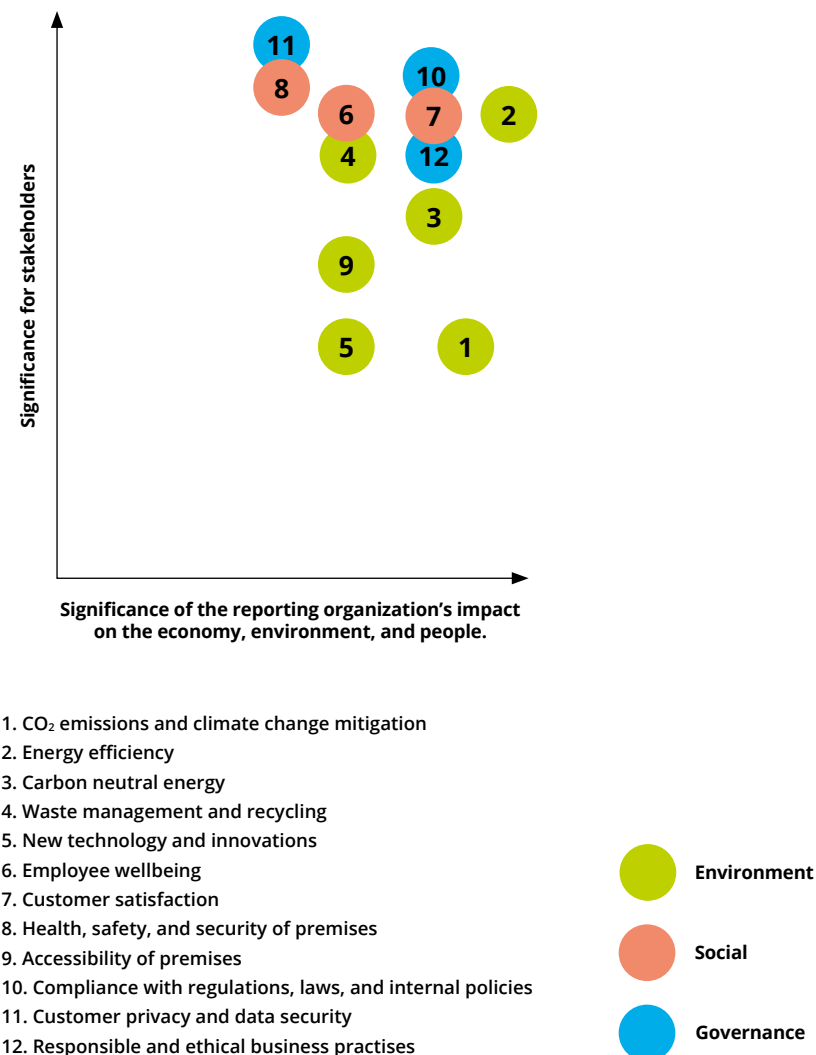 11
10
8
6
7
2
4
12
3
9
5
1
Significance for stakeholders
Significance of the reporting organization’s impact
on the economy, environment, and people.
1. CO₂ emissions and climate change mitigation
2. Energy efficiency
3. Carbon neutral energy
4. Waste management and recycling
5. New technology and innovations
6. Employee wellbeing
7. Customer satisfaction
8. Health, safety, and security of premises
9. Accessibility of premises
10. Compliance with regulations, laws, and internal policies
11. Customer privacy and data security
12. Responsible and ethical business practises
Environment
Social
Governance